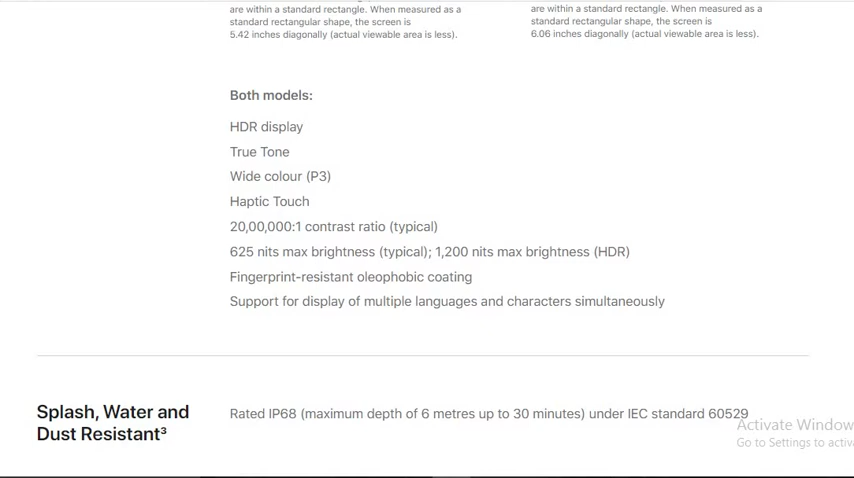 are within a standard rectangle. When measured as a
standard rectangular shape, the screen is
5.42 inches diagonally (actual viewable area is less).
are within a standard rectangle. When measured as a
standard rectangular shape, the screen is
6.06 inches diagonally (actual viewable area is less).
Both models:
HDR display
True Tone
Wide colour (P3)
Haptic Touch
20,00,000:1 contrast ratio (typical)
625 nits max brightness (typical); 1,200 nits max brightness (HDR)
Fingerprint-resistant oleophobic coating
Support for display of multiple languages and characters simultaneously
Splash, Water and
Dust Resistant³
Rated IP68 (maximum depth of 6 metres up to 30 minutes) under IEC standard 60529
Activate Window
Go to Settings to activa